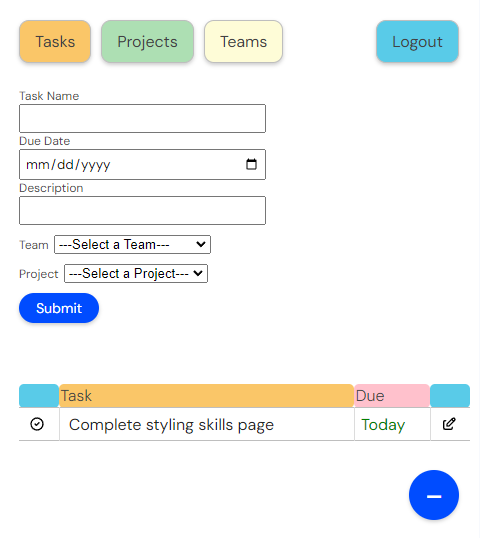 Tasks Projects Teams Logout
Task Name
Due Date
mm/dd/yyyy
Description
Team ---Select a Team---
Project ---Select a Project---
Submit
Task Due
Complete styling skills page Today